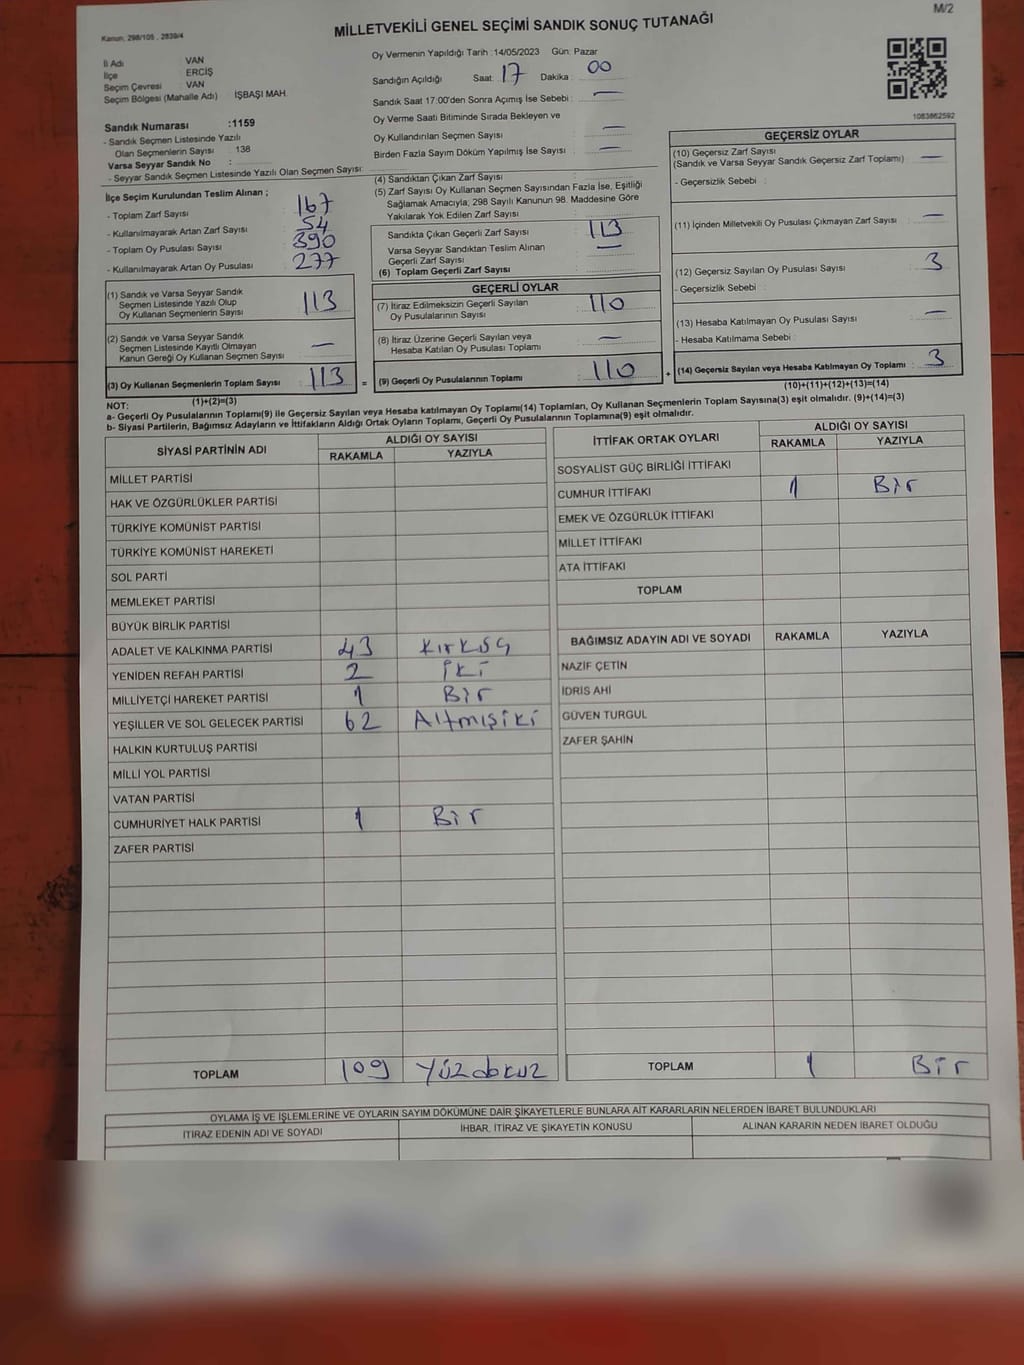 M/2
Kanun: 298/105 , 2839/4
MİLLETVEKİLİ GENEL SEÇİMİ SANDIK SONUÇ TUTANAĞI
İl Adı VAN
İlçe ERCİŞ
Seçim Çevresi VAN
Seçim Bölgesi (Mahalle Adı) İŞBAŞI MAH.
Sandık Numarası :1159
- Sandık Seçmen Listesinde Yazılı
Olan Seçmenlerin Sayısı : 138
Varsa Seyyar Sandık No :
- Seyyar Sandık Seçmen Listesinde Yazılı Olan Seçmen Sayısı:
İlçe Seçim Kurulundan Teslim Alınan ;
- Toplam Zarf Sayısı 167
- Kullanılmayarak Artan Zarf Sayısı 54
- Toplam Oy Pusulası Sayısı 390
- Kullanılmayarak Artan Oy Pusulası 277
(1) Sandık ve Varsa Seyyar Sandık
Seçmen Listesinde Yazılı Olup
Oy Kullanan Seçmenlerin Sayısı 113
(2) Sandık ve Varsa Seyyar Sandık
Seçmen Listesinde Kayıtlı Olmayan
Kanun Gereği Oy Kullanan Seçmen Sayısı : —
(3) Oy Kullanan Seçmenlerin Toplam Sayısı 113 =
(1)+(2)=(3)
Oy Vermenin Yapıldığı Tarih : 14/05/2023 Gün: Pazar
Sandığın Açıldığı Saat: 17 Dakika : 00
Sandık Saat 17:00'den Sonra Açımış İse Sebebi : —
Oy Verme Saati Bitiminde Sırada Bekleyen ve
Oy Kullandırılan Seçmen Sayısı : —
Birden Fazla Sayım Döküm Yapılmış İse Sayısı : —
(4) Sandıktan Çıkan Zarf Sayısı :
(5) Zarf Sayısı Oy Kullanan Seçmen Sayısından Fazla İse, Eşitliği
Sağlamak Amacıyla; 298 Sayılı Kanunun 98. Maddesine Göre
Yakılarak Yok Edilen Zarf Sayısı :
Sandıkta Çıkan Geçerli Zarf Sayısı : 113
Varsa Seyyar Sandıktan Teslim Alınan
Geçerli Zarf Sayısı : —
(6) Toplam Geçerli Zarf Sayısı :
GEÇERLİ OYLAR
(7) İtiraz Edilmeksizin Geçerli Sayılan
Oy Pusulalarının Sayısı : 110
(8) İtiraz Üzerine Geçerli Sayılan veya
Hesaba Katılan Oy Pusulası Toplamı : —
(9) Geçerli Oy Pusulalarının Toplamı : 110 +
1083862592
GEÇERSİZ OYLAR
(10) Geçersiz Zarf Sayısı
(Sandık ve Varsa Seyyar Sandık Geçersiz Zarf Toplamı) : —
- Geçersizlik Sebebi :
(11) İçinden Milletvekili Oy Pusulası Çıkmayan Zarf Sayısı : —
(12) Geçersiz Sayılan Oy Pusulası Sayısı : 3
- Geçersizlik Sebebi :
(13) Hesaba Katılmayan Oy Pusulası Sayısı : —
- Hesaba Katılmama Sebebi :
(14) Geçersiz Sayılan veya Hesaba Katılmayan Oy Toplamı : 3
(10)+(11)+(12)+(13)=(14)
NOT:
a- Geçerli Oy Pusulalarının Toplamı(9) ile Geçersiz Sayılan veya Hesaba katılmayan Oy Toplamı(14) Toplamları, Oy Kullanan Seçmenlerin Toplam Sayısına(3) eşit olmalıdır. (9)+(14)=(3)
b- Siyasi Partilerin, Bağımsız Adayların ve İttifakların Aldığı Ortak Oyların Toplamı, Geçerli Oy Pusulalarının Toplamına(9) eşit olmalıdır.
SİYASİ PARTİNİN ADI ALDIĞI OY SAYISI
RAKAMLA YAZIYLA
MİLLET PARTİSİ
HAK VE ÖZGÜRLÜKLER PARTİSİ
TÜRKİYE KOMÜNİST PARTİSİ
TÜRKİYE KOMÜNİST HAREKETİ
SOL PARTİ
MEMLEKET PARTİSİ
BÜYÜK BİRLİK PARTİSİ
ADALET VE KALKINMA PARTİSİ 43 Kırküç
YENİDEN REFAH PARTİSİ 2 iki
MİLLİYETÇİ HAREKET PARTİSİ 1 Bir
YEŞİLLER VE SOL GELECEK PARTİSİ 62 Altmışiki
HALKIN KURTULUŞ PARTİSİ
MİLLİ YOL PARTİSİ
VATAN PARTİSİ
CUMHURİYET HALK PARTİSİ 1 Bir
ZAFER PARTİSİ
TOPLAM 109 Yüzdokuz
İTTİFAK ORTAK OYLARI ALDIĞI OY SAYISI
RAKAMLA YAZIYLA
SOSYALİST GÜÇ BİRLİĞİ İTTİFAKI
CUMHUR İTTİFAKI 1 Bir
EMEK VE ÖZGÜRLÜK İTTİFAKI
MİLLET İTTİFAKI
ATA İTTİFAKI
TOPLAM
BAĞIMSIZ ADAYIN ADI VE SOYADI RAKAMLA YAZIYLA
NAZİF ÇETİN
İDRİS AHİ
GÜVEN TURGUL
ZAFER ŞAHİN
TOPLAM 1 Bir
OYLAMA İŞ VE İŞLEMLERİNE VE OYLARIN SAYIM DÖKÜMÜNE DAİR ŞİKAYETLERLE BUNLARA AİT KARARLARIN NELERDEN İBARET BULUNDUKLARI
İTİRAZ EDENİN ADI VE SOYADI İHBAR, İTİRAZ VE ŞİKAYETİN KONUSU ALINAN KARARIN NEDEN İBARET OLDUĞU